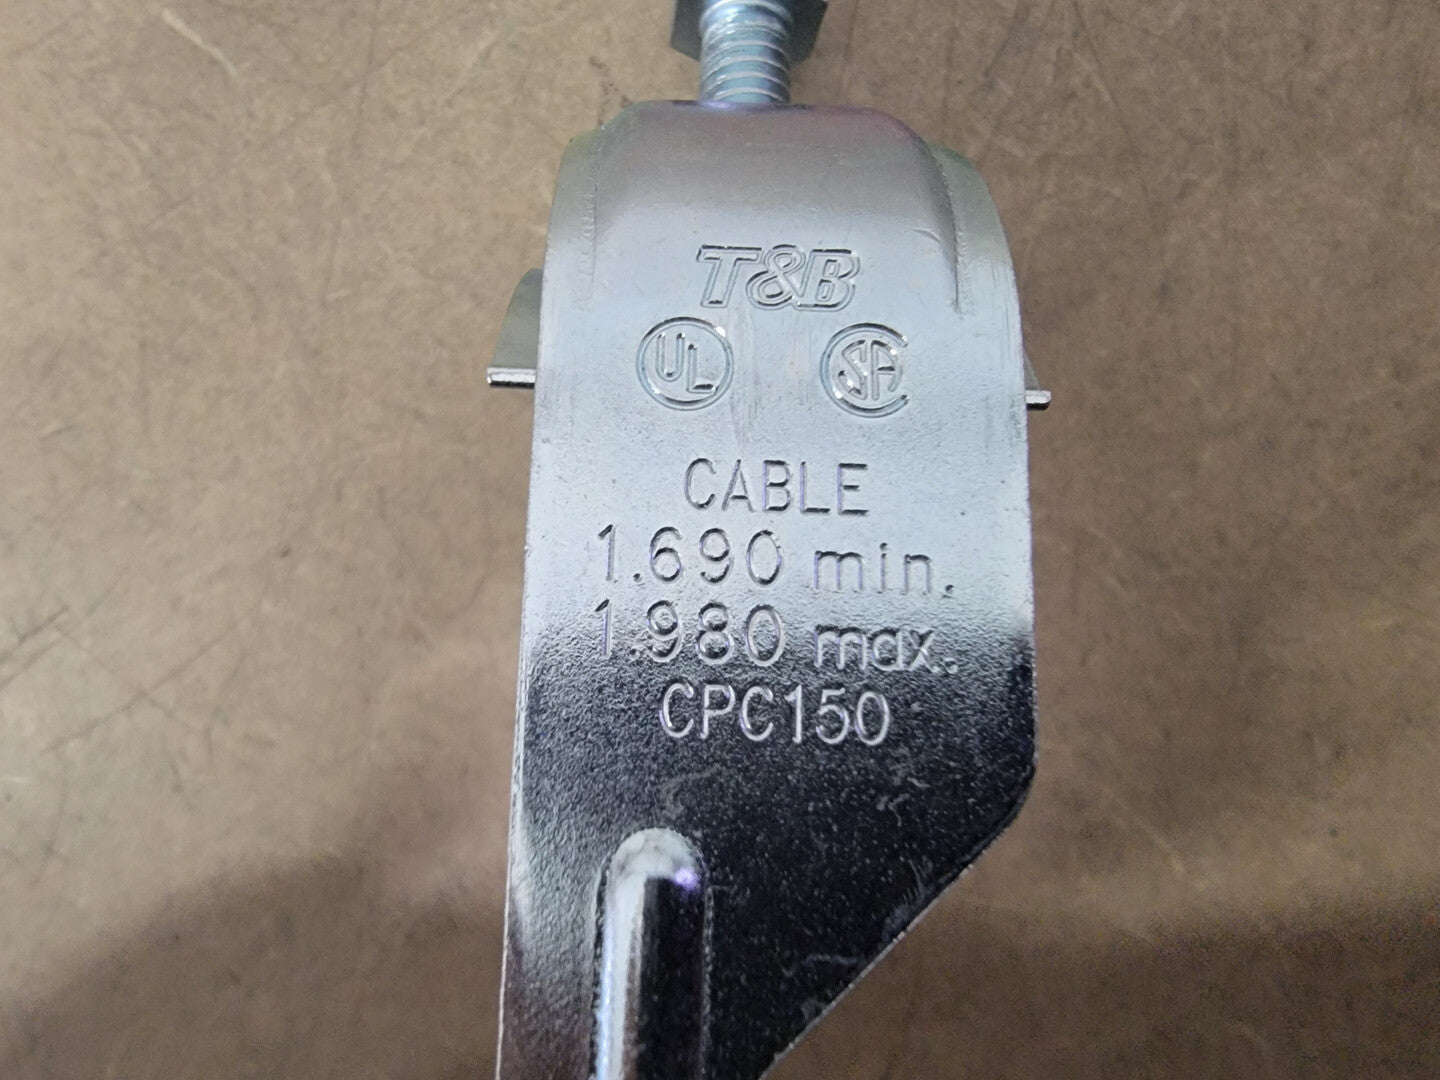 T&B
UL SA
CABLE
1.690 min.
1.980 max.
CPC150